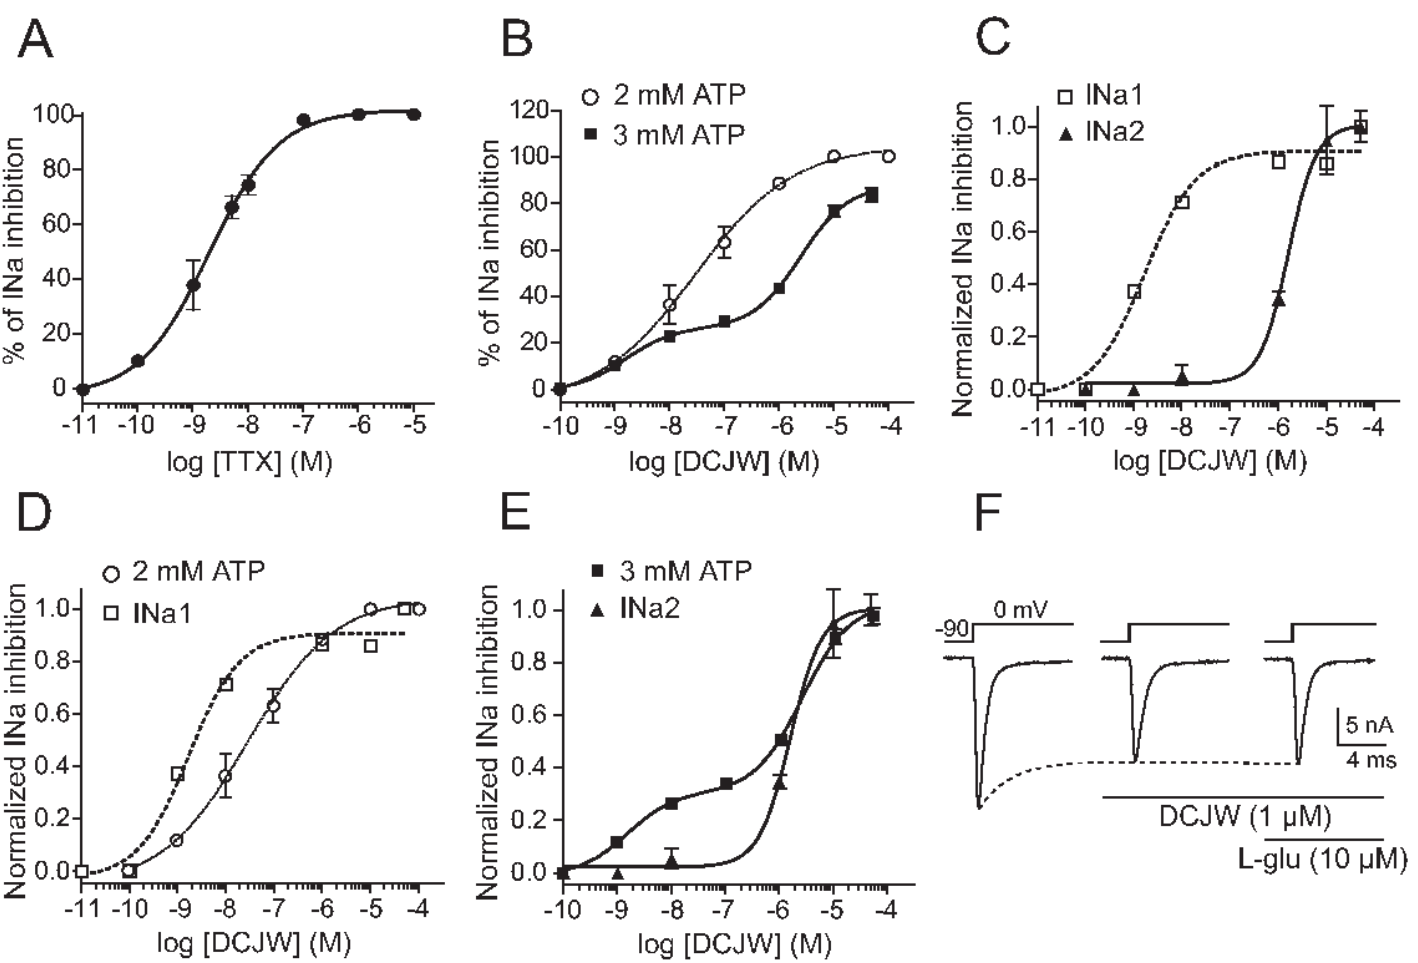 A
% of INa inhibition
100
80
60
40
20
0
-11 -10 -9 -8 -7 -6 -5
log [TTX] (M)
B
2 mM ATP
3 mM ATP
% of INa inhibition
120
100
80
60
40
20
0
-10 -9 -8 -7 -6 -5 -4
log [DCJW] (M)
C
INa1
INa2
Normalized INa inhibition
1.0
0.8
0.6
0.4
0.2
0.0
-11 -10 -9 -8 -7 -6 -5 -4
log [DCJW] (M)
D
2 mM ATP
INa1
Normalized INa inhibition
1.0
0.8
0.6
0.4
0.2
0.0
-11 -10 -9 -8 -7 -6 -5 -4
log [DCJW] (M)
E
3 mM ATP
INa2
Normalized INa inhibition
1.0
0.8
0.6
0.4
0.2
0.0
-10 -9 -8 -7 -6 -5 -4
log [DCJW] (M)
F
0 mV
-90
5 nA
4 ms
DCJW (1 µM)
L-glu (10 µM)